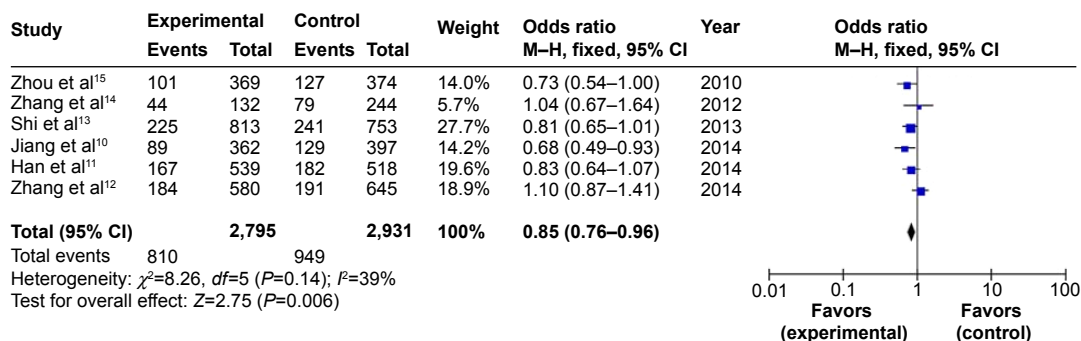 Study Experimental Control Weight Odds ratio Year Odds ratio
Events Total Events Total M–H, fixed, 95% CI M–H, fixed, 95% CI
Zhou et al15 101 369 127 374 14.0% 0.73 (0.54–1.00) 2010
Zhang et al14 44 132 79 244 5.7% 1.04 (0.67–1.64) 2012
Shi et al13 225 813 241 753 27.7% 0.81 (0.65–1.01) 2013
Jiang et al10 89 362 129 397 14.2% 0.68 (0.49–0.93) 2014
Han et al11 167 539 182 518 19.6% 0.83 (0.64–1.07) 2014
Zhang et al12 184 580 191 645 18.9% 1.10 (0.87–1.41) 2014
Total (95% CI) 2,795 2,931 100% 0.85 (0.76–0.96)
Total events 810 949
Heterogeneity: χ²=8.26, df=5 (P=0.14); I²=39%
Test for overall effect: Z=2.75 (P=0.006)
0.01 0.1 1 10 100
Favors Favors
(experimental) (control)